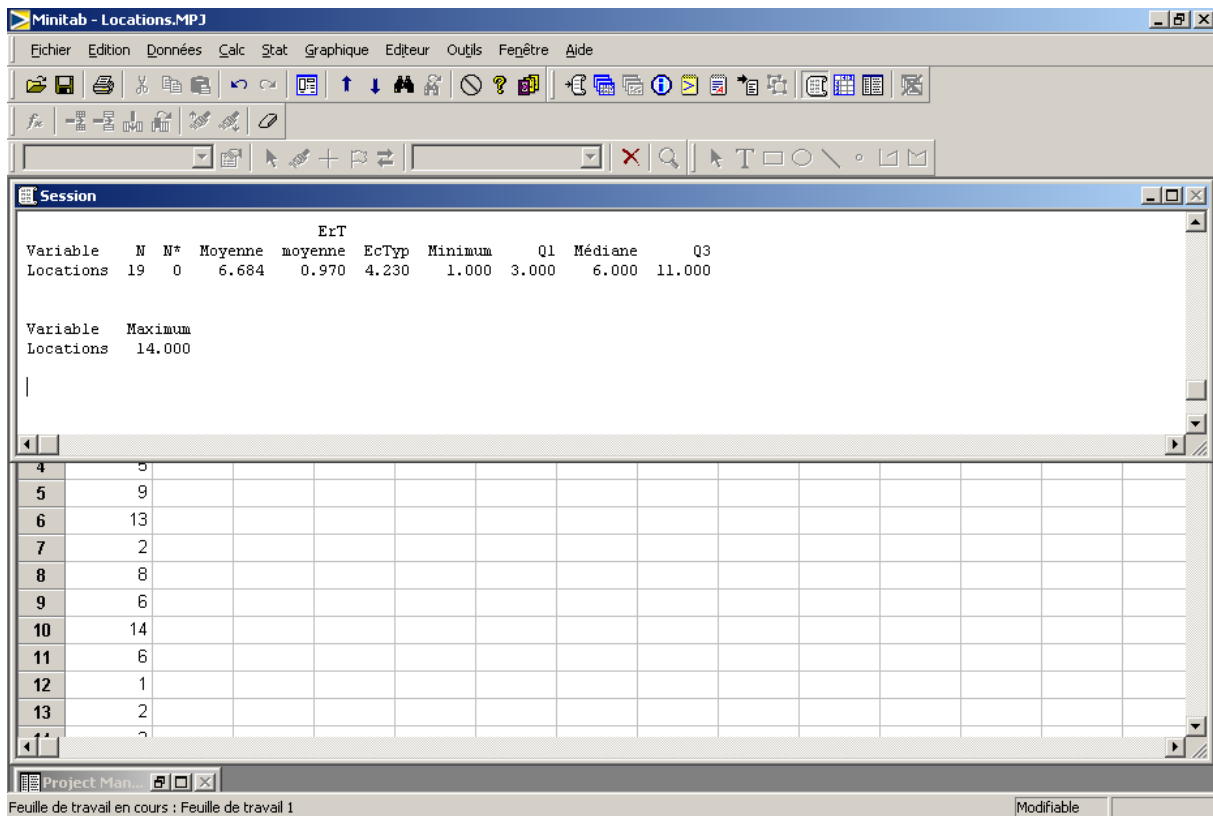 Minitab - Locations.MPJ
Fichier Edition Données Calc Stat Graphique Editeur Outils Fenêtre Aide
Session
ErT
Variable N N* Moyenne moyenne EcTyp Minimum Q1 Médiane Q3
Locations 19 0 6.684 0.970 4.230 1.000 3.000 6.000 11.000
Variable Maximum
Locations 14.000
4 5
5 9
6 13
7 2
8 8
9 6
10 14
11 6
12 1
13 2
Project Man...
Feuille de travail en cours : Feuille de travail 1 Modifiable